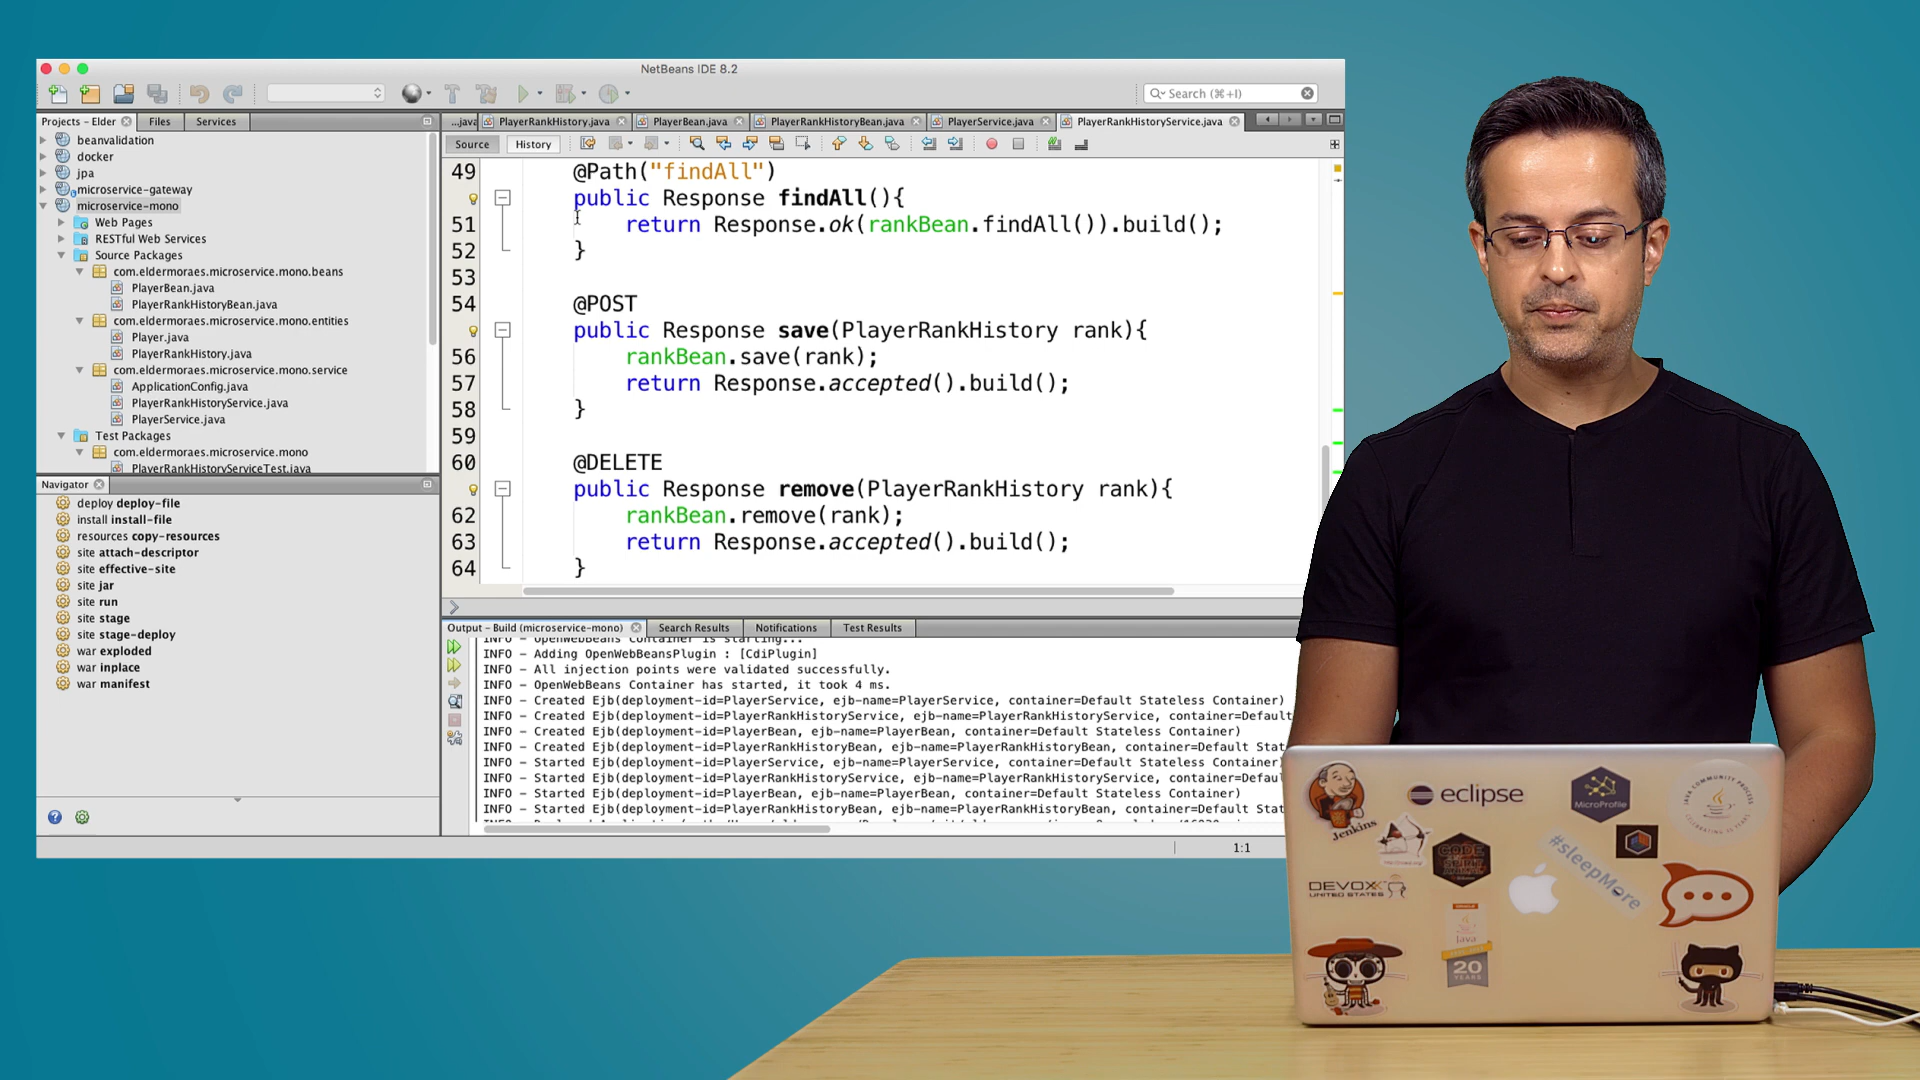 NetBeans IDE 8.2
Search (⌘+I)
Projects – Elder
Files
Services
...java
PlayerRankHistory.java
PlayerBean.java
PlayerRankHistoryBean.java
PlayerService.java
PlayerRankHistoryService.java
Source
History
beanvalidation
docker
jpa
microservice-gateway
microservice-mono
Web Pages
RESTful Web Services
Source Packages
com.eldermoraes.microservice.mono.beans
PlayerBean.java
PlayerRankHistoryBean.java
com.eldermoraes.microservice.mono.entities
Player.java
PlayerRankHistory.java
com.eldermoraes.microservice.mono.service
ApplicationConfig.java
PlayerRankHistoryService.java
PlayerService.java
Test Packages
com.eldermoraes.microservice.mono
PlayerRankHistoryServiceTest.java
49 @Path("findAll")
public Response findAll(){
51 return Response.ok(rankBean.findAll()).build();
52 }
53
54 @POST
public Response save(PlayerRankHistory rank){
56 rankBean.save(rank);
57 return Response.accepted().build();
58 }
59
60 @DELETE
public Response remove(PlayerRankHistory rank){
62 rankBean.remove(rank);
63 return Response.accepted().build();
64 }
Navigator
deploy deploy-file
install install-file
resources copy-resources
site attach-descriptor
site effective-site
site jar
site run
site stage
site stage-deploy
war exploded
war inplace
war manifest
Output – Build (microservice-mono)
Search Results
Notifications
Test Results
INFO – OpenWebBeans Container is starting...
INFO – Adding OpenWebBeansPlugin : [CdiPlugin]
INFO – All injection points were validated successfully.
INFO – OpenWebBeans Container has started, it took 4 ms.
INFO – Created Ejb(deployment-id=PlayerService, ejb-name=PlayerService, container=Default Stateless Container)
INFO – Created Ejb(deployment-id=PlayerRankHistoryService, ejb-name=PlayerRankHistoryService, container=Default
INFO – Created Ejb(deployment-id=PlayerBean, ejb-name=PlayerBean, container=Default Stateless Container)
INFO – Created Ejb(deployment-id=PlayerRankHistoryBean, ejb-name=PlayerRankHistoryBean, container=Default Stat
INFO – Started Ejb(deployment-id=PlayerService, ejb-name=PlayerService, container=Default Stateless Container)
INFO – Started Ejb(deployment-id=PlayerRankHistoryService, ejb-name=PlayerRankHistoryService, container=Defau
INFO – Started Ejb(deployment-id=PlayerBean, ejb-name=PlayerBean, container=Default Stateless Container)
INFO – Started Ejb(deployment-id=PlayerRankHistoryBean, ejb-name=PlayerRankHistoryBean, container=Default Stat
1:1
Jenkins
eclipse
MicroProfile
JAVA COMMUNITY PROCESS
#sleepMore
DEVOXX
UNITED STATES
Java
20
YEARS